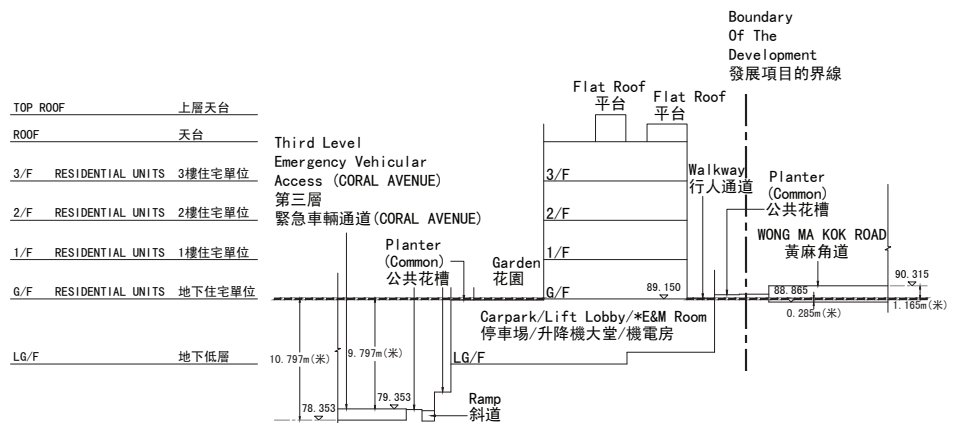 Boundary
Of The
Development
發展項目的界線
Flat Roof
平台
Flat Roof
平台
TOP ROOF 上層天台
ROOF 天台
3/F RESIDENTIAL UNITS 3樓住宅單位
2/F RESIDENTIAL UNITS 2樓住宅單位
1/F RESIDENTIAL UNITS 1樓住宅單位
G/F RESIDENTIAL UNITS 地下住宅單位
LG/F 地下低層
Third Level
Emergency Vehicular
Access (CORAL AVENUE)
第三層
緊急車輛通道(CORAL AVENUE)
Planter
(Common)
公共花槽
Garden
花園
3/F
2/F
1/F
G/F
89.150
Walkway
行人通道
Planter
(Common)
公共花槽
WONG MA KOK ROAD
黃麻角道
90.315
88.865
1.165m(米)
0.285m(米)
Carpark/Lift Lobby/*E&M Room
停車場/升降機大堂/機電房
LG/F
10.797m(米)
9.797m(米)
78.353
79.353
Ramp
斜道